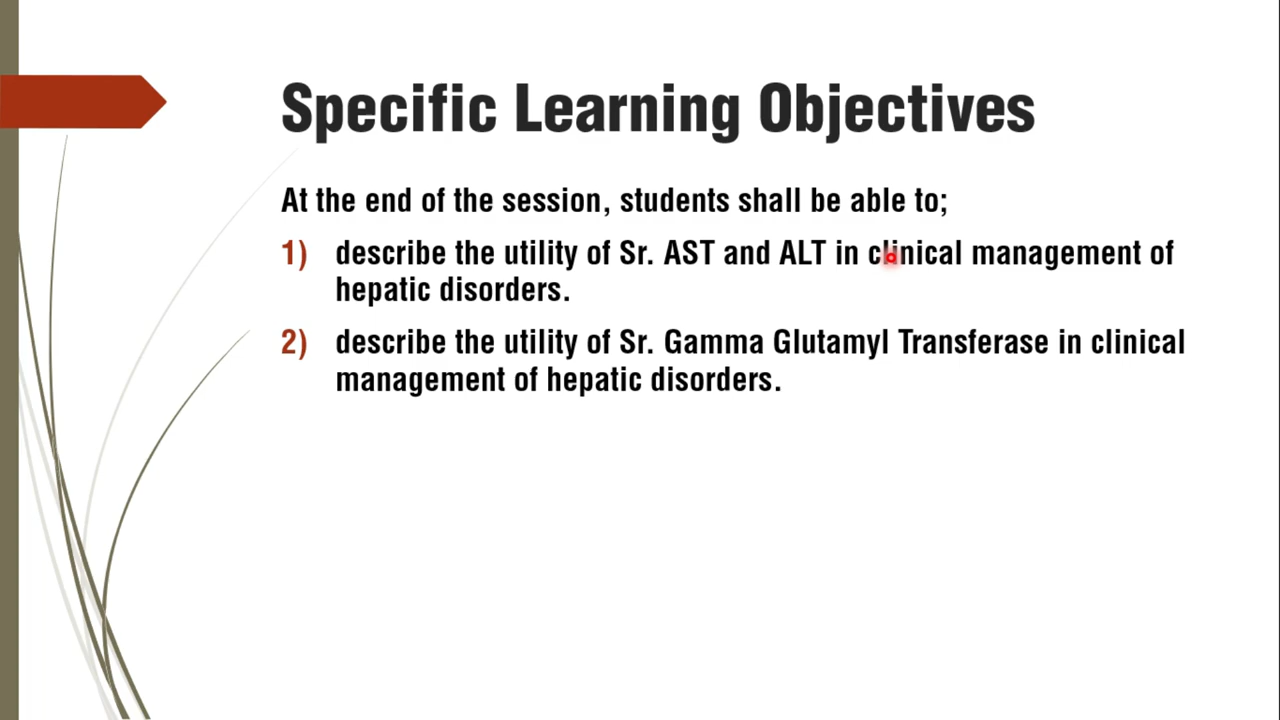 Specific Learning Objectives
At the end of the session, students shall be able to;
1) describe the utility of Sr. AST and ALT in clinical management of
hepatic disorders.
2) describe the utility of Sr. Gamma Glutamyl Transferase in clinical
management of hepatic disorders.